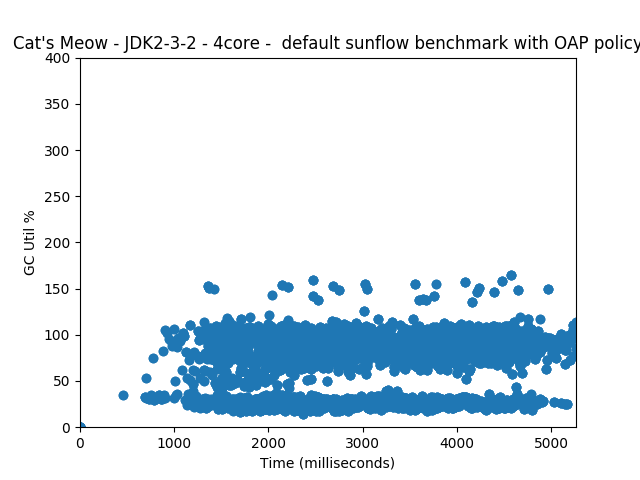 Cat's Meow - JDK2-3-2 - 4core -  default sunflow benchmark with OAP policy
400
350
300
250
200
150
100
50
0
GC Util %
0 1000 2000 3000 4000 5000
Time (milliseconds)